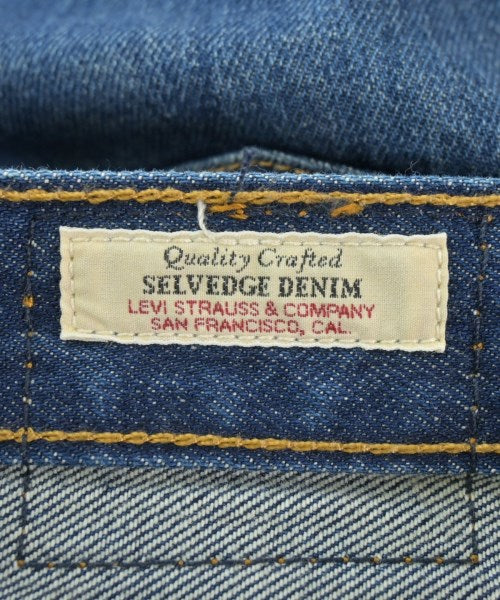 Quality Crafted
SELVEDGE DENIM
LEVI STRAUSS & COMPANY
SAN FRANCISCO, CAL.